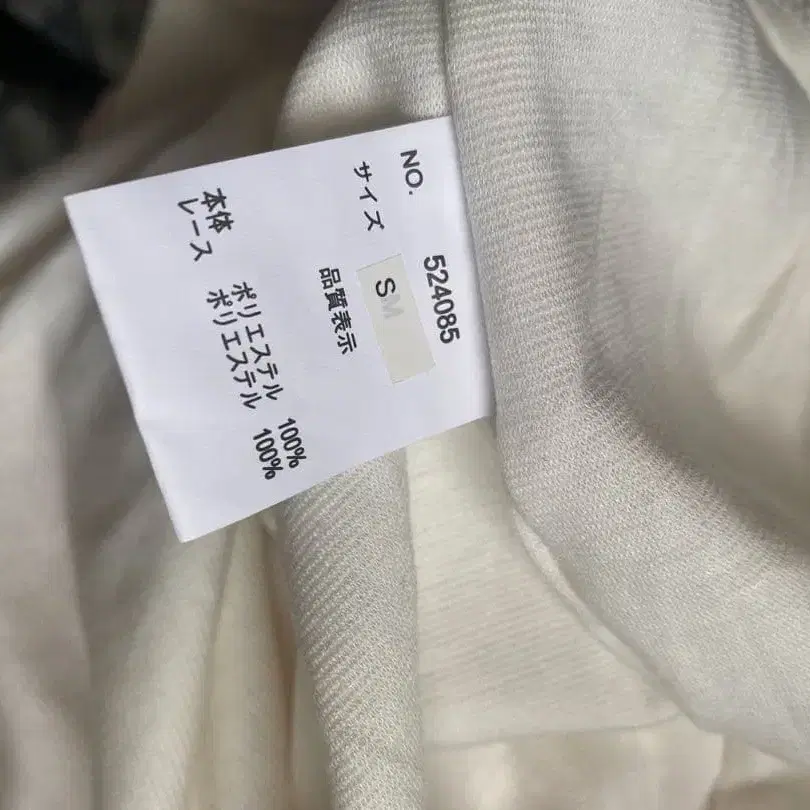 NO. 524085
サイズ S
品質表示
本体 ポリエステル 100%
レース ポリエステル 100%